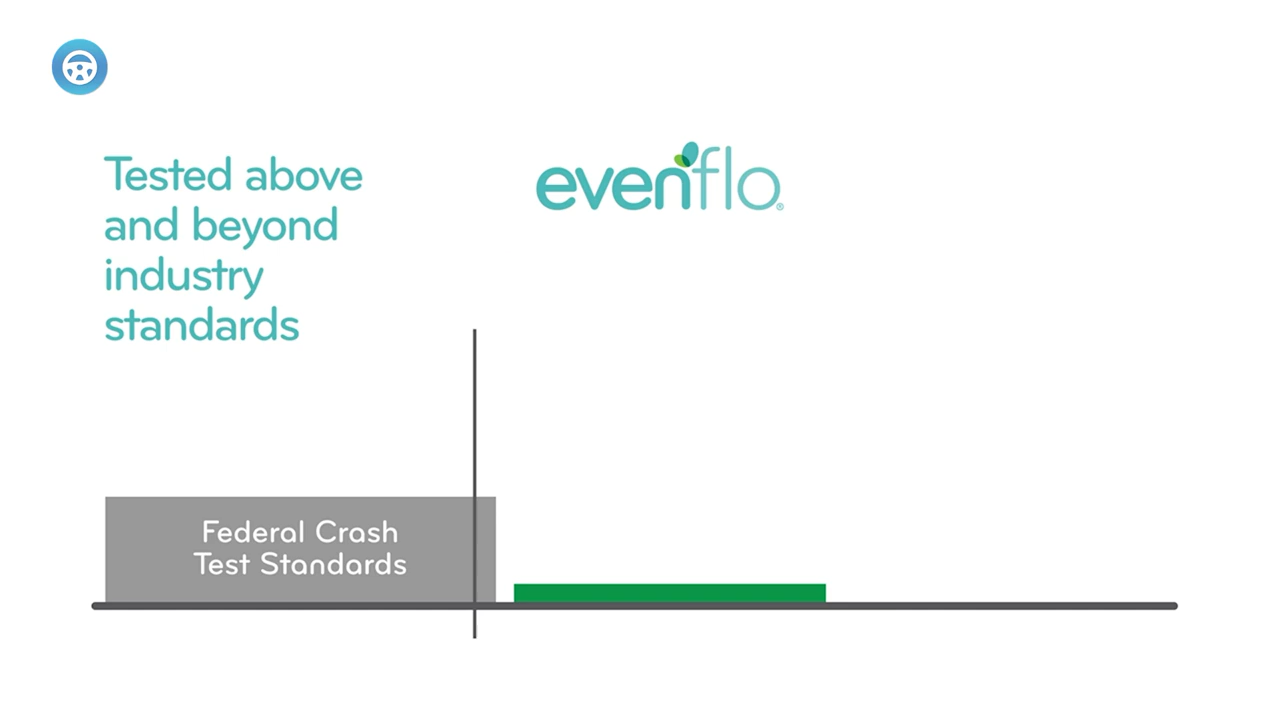 Tested above
and beyond
industry
standards
evenflo®
Federal Crash
Test Standards